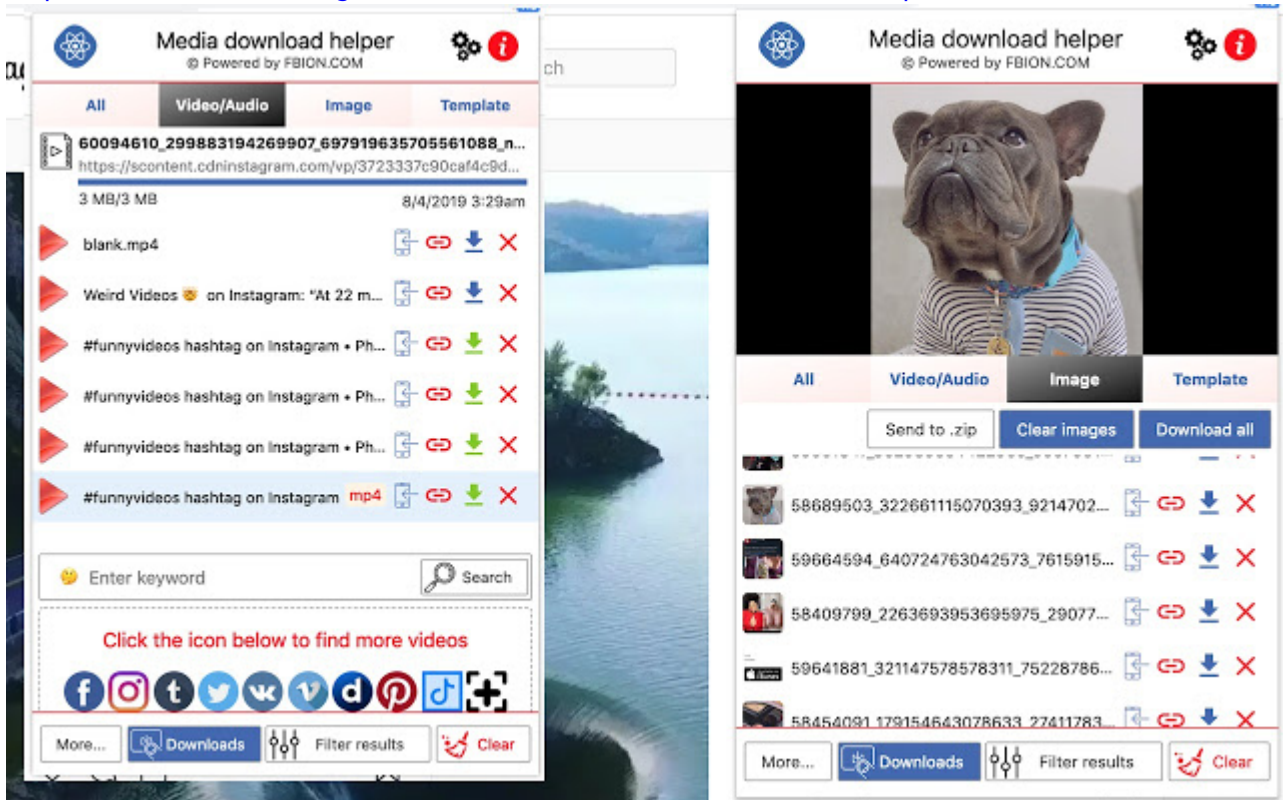 Media download helper
© Powered by FBION.COM
All Video/Audio Image Template
60094610_299883194269907_697919635705561088_n...
https://scontent.cdninstagram.com/vp/3723337c90caf4c9d...
3 MB/3 MB 8/4/2019 3:29am
blank.mp4
Weird Videos 🤯 on Instagram: "At 22 m...
#funnyvideos hashtag on Instagram • Ph...
#funnyvideos hashtag on Instagram • Ph...
#funnyvideos hashtag on Instagram • Ph...
#funnyvideos hashtag on Instagram mp4
Enter keyword Search
Click the icon below to find more videos
More... Downloads Filter results Clear
ch
Media download helper
© Powered by FBION.COM
All Video/Audio Image Template
Send to .zip Clear images Download all
58689503_322661115070393_9214702...
59664594_640724763042573_7615915...
58409799_2263693953695975_29077...
59641881_321147578578311_75228786...
58454091_179154643078633_27411783...
More... Downloads Filter results Clear